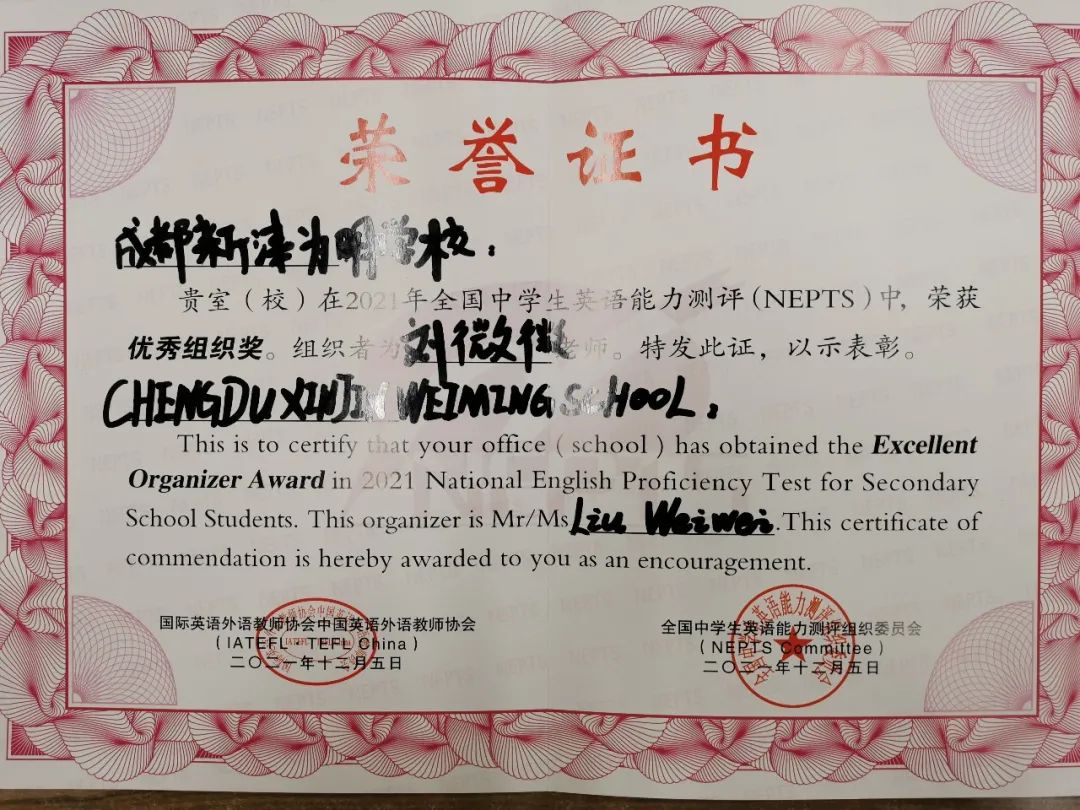 荣誉证书
成都新津为明学校：
贵室（校）在2021年全国中学生英语能力测评（NEPTS）中，荣获
优秀组织奖。组织者为刘微微老师。特发此证，以示表彰。
CHENGDU XINJIN WEIMING SCHOOL：
This is to certify that your office ( school ) has obtained the Excellent
Organizer Award in 2021 National English Proficiency Test for Secondary
School Students. This organizer is Mr/Ms Liu Weiwei.This certificate of
commendation is hereby awarded to you as an encouragement.
国际英语外语教师协会中国英语外语教师协会
( IATEFL - TEFL China )
二〇二一年十二月五日
全国中学生英语能力测评组织委员会
( NEPTS Committee )
二〇二一年十二月五日